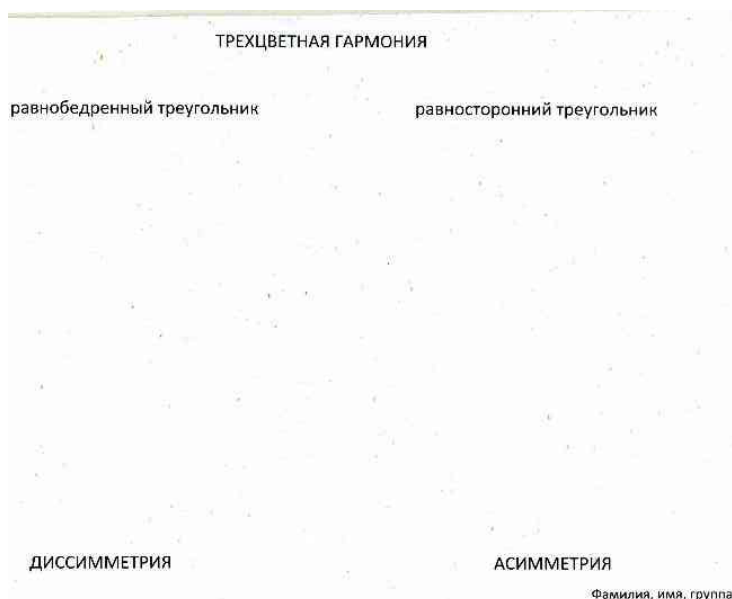 ТРЕХЦВЕТНАЯ ГАРМОНИЯ
равнобедренный треугольник равносторонний треугольник
ДИССИММЕТРИЯ АСИММЕТРИЯ
Фамилия, имя, группа